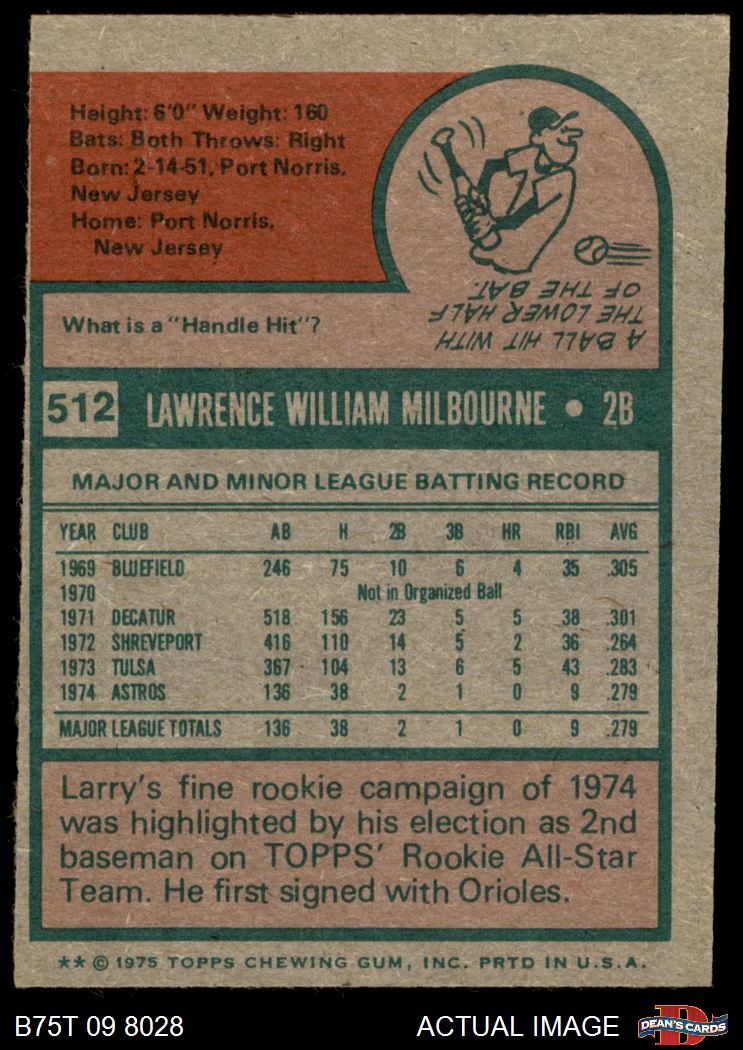 Height: 6'0" Weight: 160
Bats: Both Throws: Right
Born: 2-14-51, Port Norris,
New Jersey
Home: Port Norris,
New Jersey
What is a "Handle Hit"?
A BALL HIT WITH
THE LOWER HALF
OF THE BAT.
512 LAWRENCE WILLIAM MILBOURNE • 2B
MAJOR AND MINOR LEAGUE BATTING RECORD
YEAR CLUB AB H 2B 3B HR RBI AVG
1969 BLUEFIELD 246 75 10 6 4 35 .305
1970 Not in Organized Ball
1971 DECATUR 518 156 23 5 5 38 .301
1972 SHREVEPORT 416 110 14 5 2 36 .264
1973 TULSA 367 104 13 6 5 43 .283
1974 ASTROS 136 38 2 1 0 9 .279
MAJOR LEAGUE TOTALS 136 38 2 1 0 9 .279
Larry's fine rookie campaign of 1974
was highlighted by his election as 2nd
baseman on TOPPS' Rookie All-Star
Team. He first signed with Orioles.
** © 1975 TOPPS CHEWING GUM, INC. PRTD IN U.S.A.
B75T 09 8028 ACTUAL IMAGE D DEAN'S CARDS